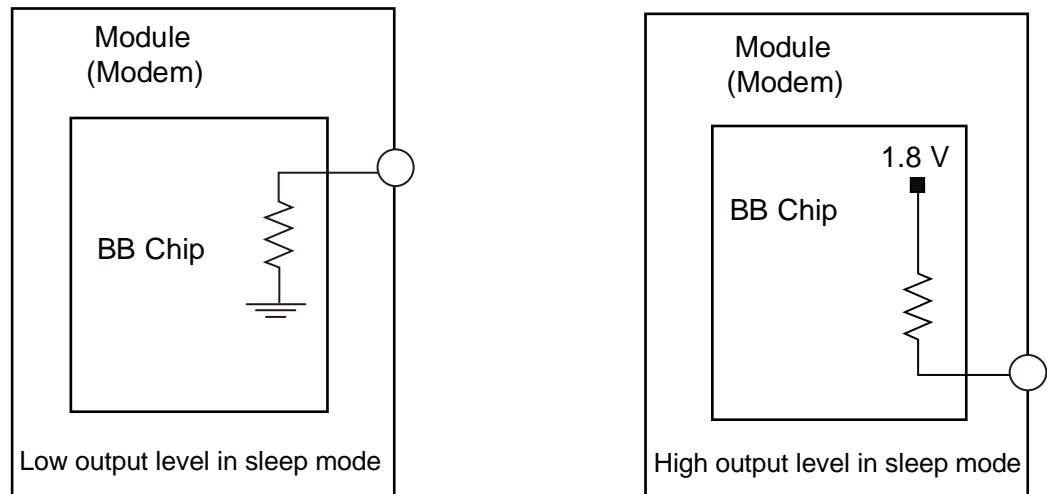 Module
(Modem)
BB Chip
Low output level in sleep mode
Module
(Modem)
1.8 V
BB Chip
High output level in sleep mode